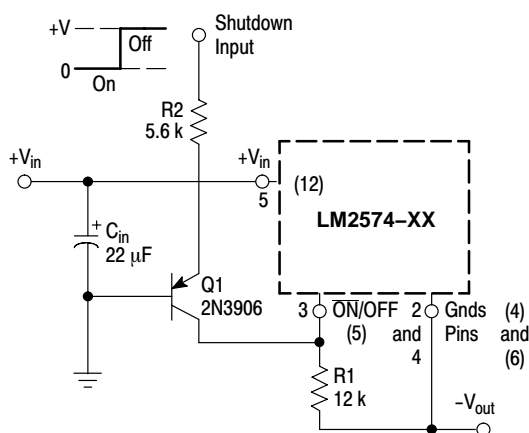 +V
Off
0
On
Shutdown
Input
R2
5.6 k
+Vin
+Vin
5
(12)
LM2574–XX
+
Cin
22 µF
Q1
2N3906
3
ON/OFF
(5)
2
and
4
Gnds
Pins
(4)
and
(6)
R1
12 k
–Vout